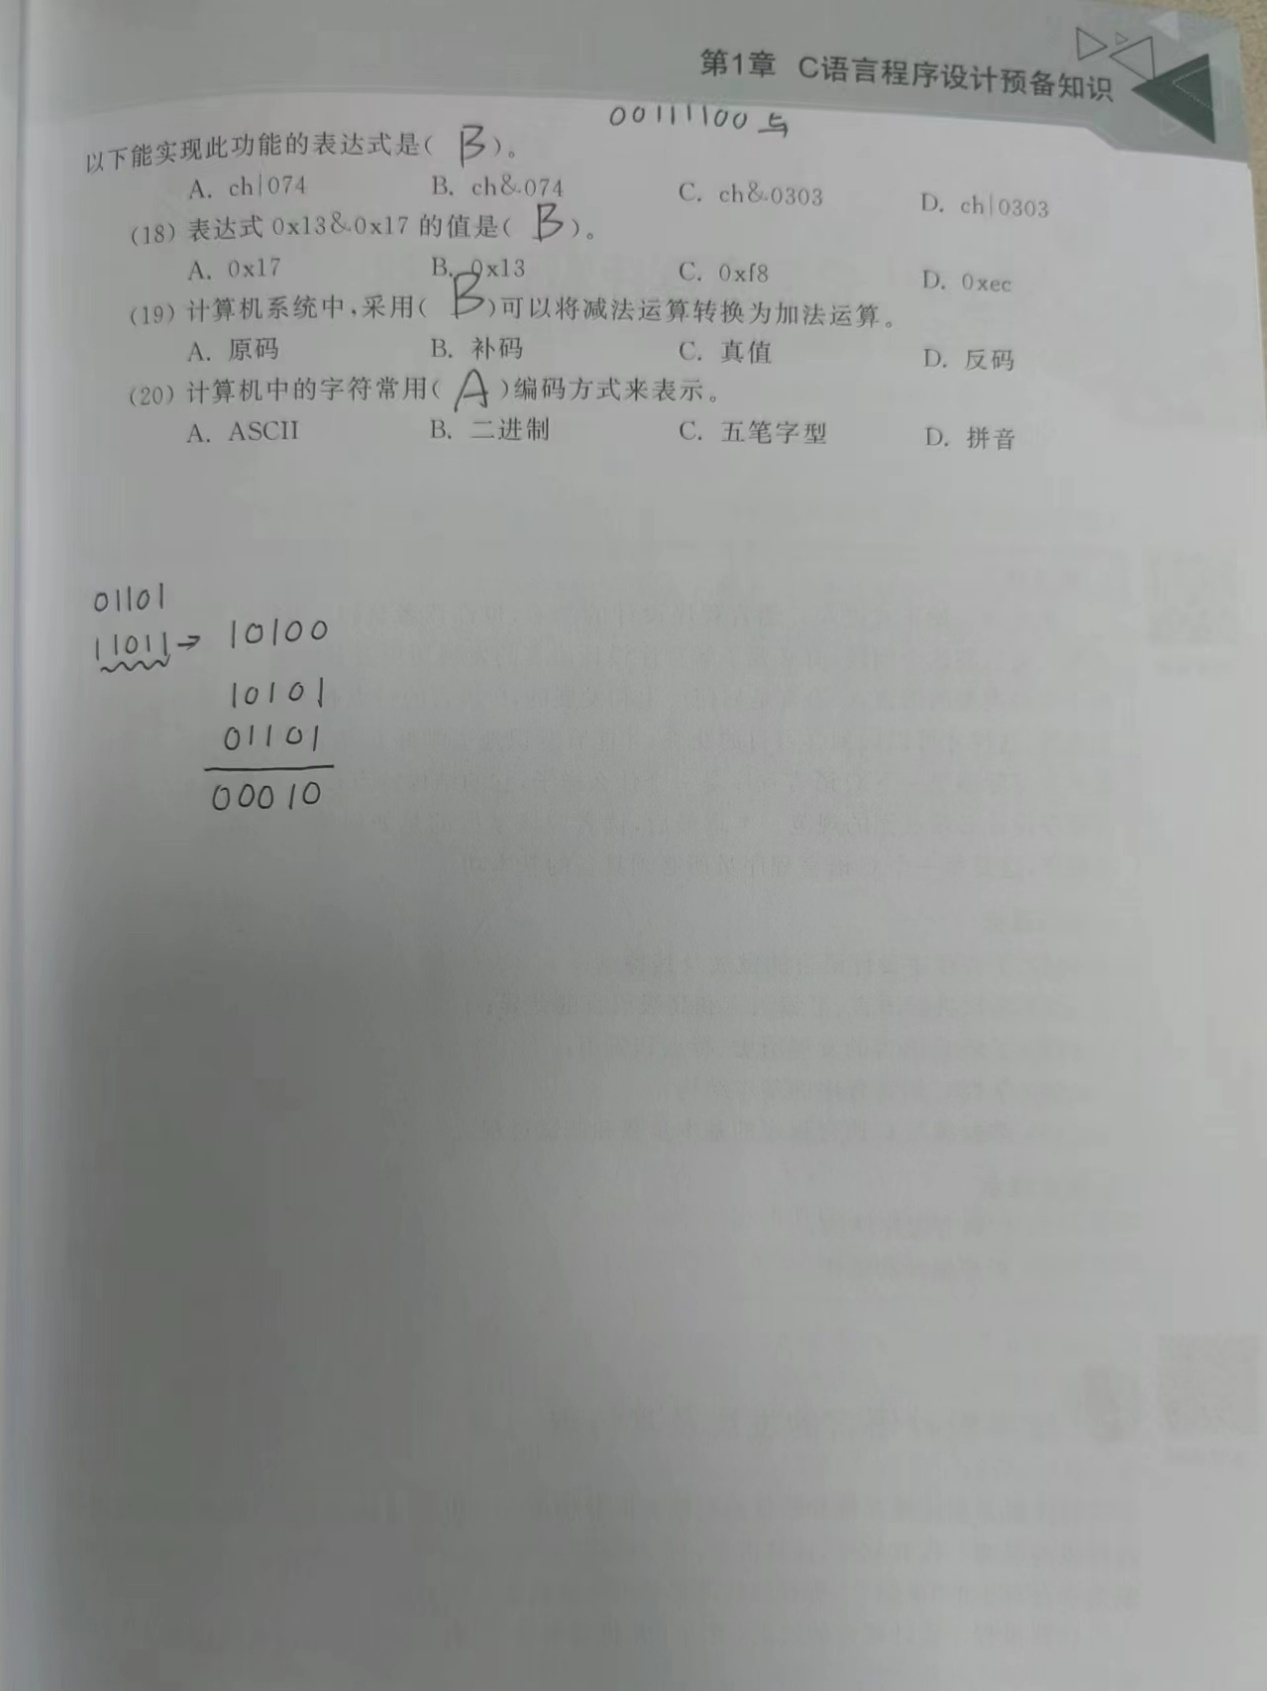 第1章 C语言程序设计预备知识
00111100 与
以下能实现此功能的表达式是( B )。
A. ch|074 B. ch&074 C. ch&0303 D. ch|0303
(18) 表达式 0x13&0x17 的值是( B )。
A. 0x17 B. 0x13 C. 0xf8 D. 0xec
(19) 计算机系统中,采用( B )可以将减法运算转换为加法运算。
A. 原码 B. 补码 C. 真值 D. 反码
(20) 计算机中的字符常用( A )编码方式来表示。
A. ASCII B. 二进制 C. 五笔字型 D. 拼音
01101
11011→ 10100
10101
01101
00010